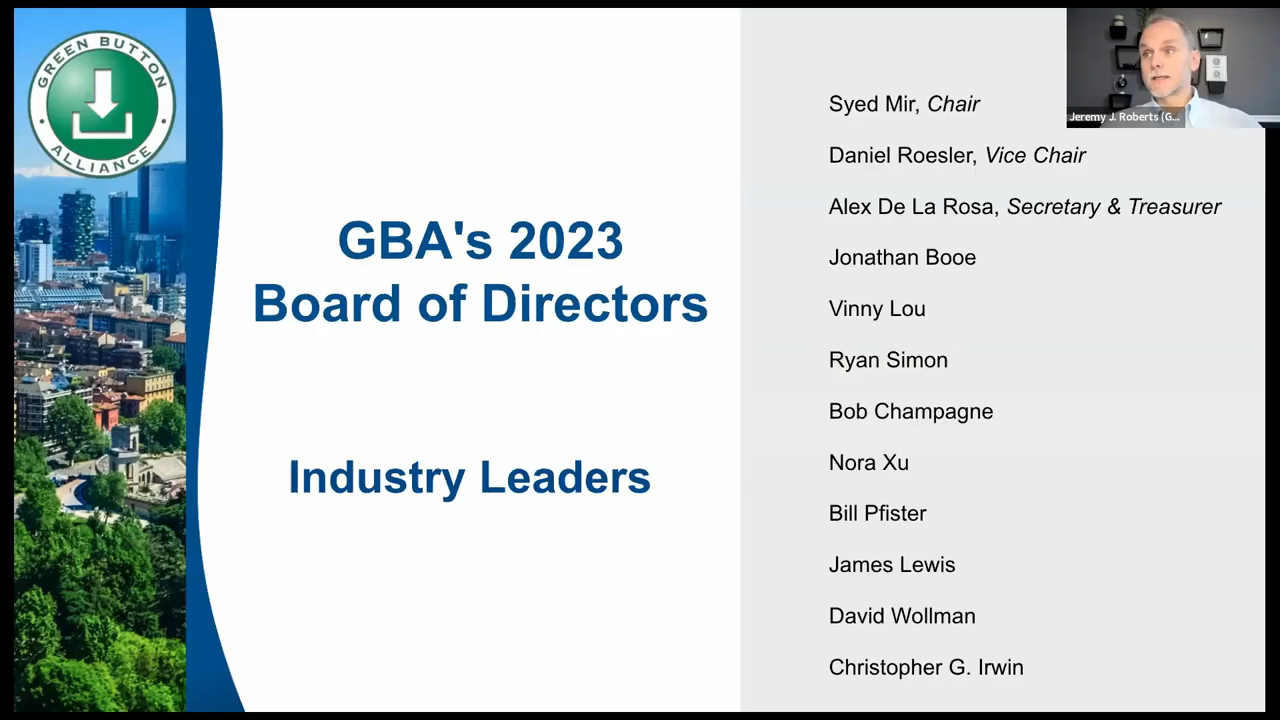 GREEN BUTTON
ALLIANCE
GBA's 2023
Board of Directors
Industry Leaders
Syed Mir, Chair
Daniel Roesler, Vice Chair
Alex De La Rosa, Secretary & Treasurer
Jonathan Booe
Vinny Lou
Ryan Simon
Bob Champagne
Nora Xu
Bill Pfister
James Lewis
David Wollman
Christopher G. Irwin
Jeremy J. Roberts (G...